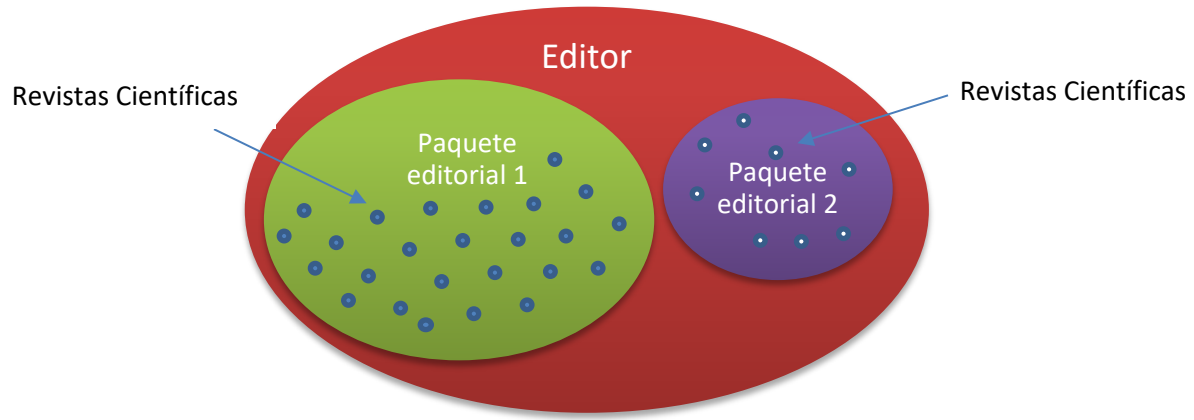 Editor
Revistas Científicas
Revistas Científicas
Paquete
editorial 1
Paquete
editorial 2